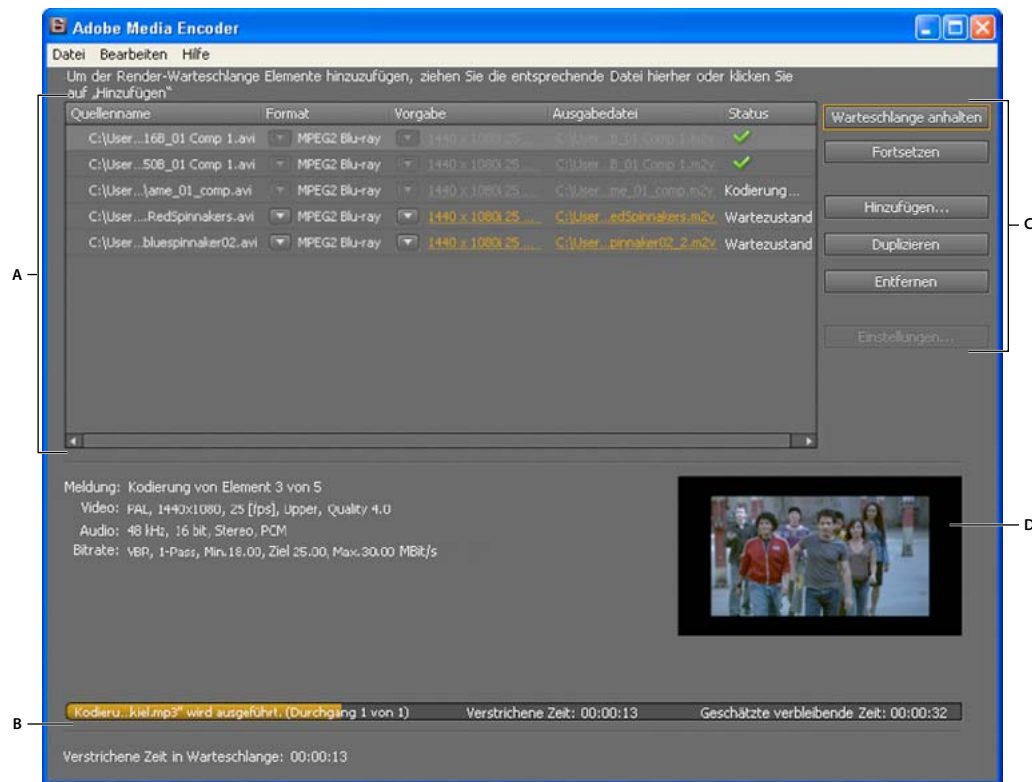 Adobe Media Encoder
Datei Bearbeiten Hilfe
Um der Render-Warteschlange Elemente hinzuzufügen, ziehen Sie die entsprechende Datei hierher oder klicken Sie
auf „Hinzufügen“
Quellenname Format Vorgabe Ausgabedatei Status
C:\User...168_01 Comp 1.avi MPEG2 Blu-ray 1440 x 1080i 25 ...
C:\User...508_01 Comp 1.avi MPEG2 Blu-ray 1440 x 1080i 25 ... C:\User...B_01 Comp 1.m2v
C:\User...\ame_01_comp.avi MPEG2 Blu-ray 1440 x 1080i 25 ... C:\User...me_01_comp.m2v Kodierung...
C:\User....RedSpinnakers.avi MPEG2 Blu-ray 1440 x 1080i 25 ... C:\User...edSpinnakers.m2v Wartezustand
C:\User...bluespinnaker02.avi MPEG2 Blu-ray 1440 x 1080i 25 ... C:\User...pinnaker02_2.m2v Wartezustand
Warteschlange anhalten
Fortsetzen
Hinzufügen...
Duplizieren
Entfernen
Einstellungen...
A
C
Meldung: Kodierung von Element 3 von 5
Video: PAL, 1440x1080, 25 [fps], Upper, Quality 4.0
Audio: 48 kHz, 16 bit, Stereo, PCM
Bitrate: VBR, 1-Pass, Min.18.00, Ziel 25.00, Max.30.00 MBit/s
D
Kodieru...kiel.mp3" wird ausgeführt. (Durchgang 1 von 1) Verstrichene Zeit: 00:00:13 Geschätzte verbleibende Zeit: 00:00:32
B
Verstrichene Zeit in Warteschlange: 00:00:13